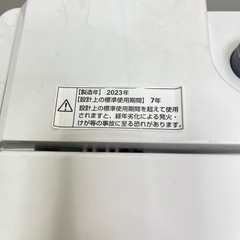 【製造年】2023年
【設計上の標準使用期間】7年
設計上の標準使用期間を超えて使用
されますと、経年劣化による発火・
けが等の事故に至る恐れがあります。